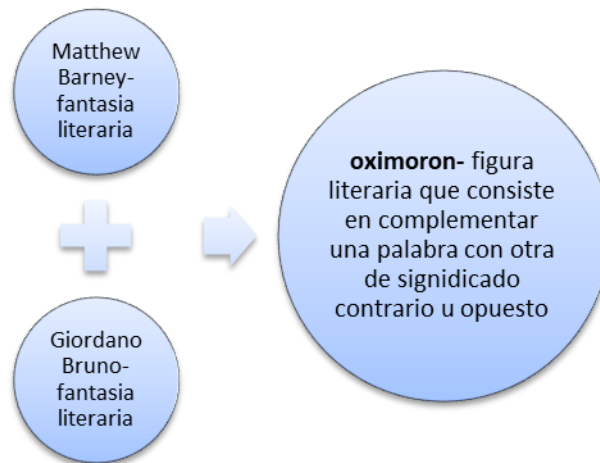 Matthew
Barney-
fantasia
literaria
Giordano
Bruno-
fantasia
literaria
oximoron- figura
literaria que consiste
en complementar
una palabra con otra
de signidicado
contrario u opuesto